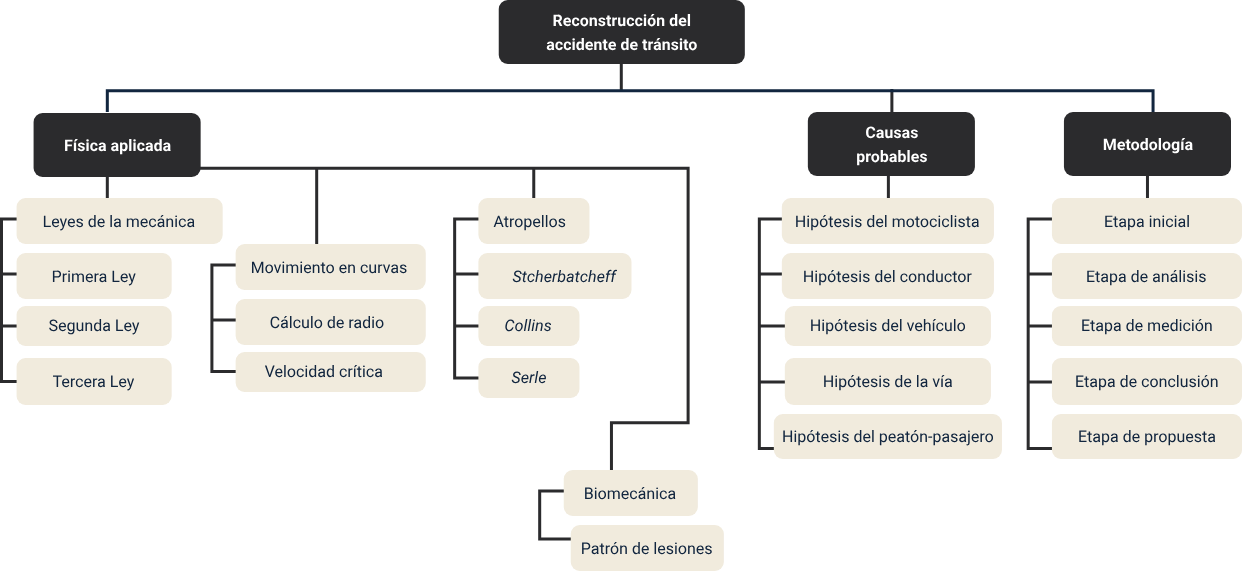 Reconstrucción del
accidente de tránsito
Física aplicada
Leyes de la mecánica
Primera Ley
Segunda Ley
Tercera Ley
Movimiento en curvas
Cálculo de radio
Velocidad crítica
Atropellos
Stcherbatcheff
Collins
Serle
Biomecánica
Patrón de lesiones
Causas
probables
Hipótesis del motociclista
Hipótesis del conductor
Hipótesis del vehículo
Hipótesis de la vía
Hipótesis del peatón-pasajero
Metodología
Etapa inicial
Etapa de análisis
Etapa de medición
Etapa de conclusión
Etapa de propuesta